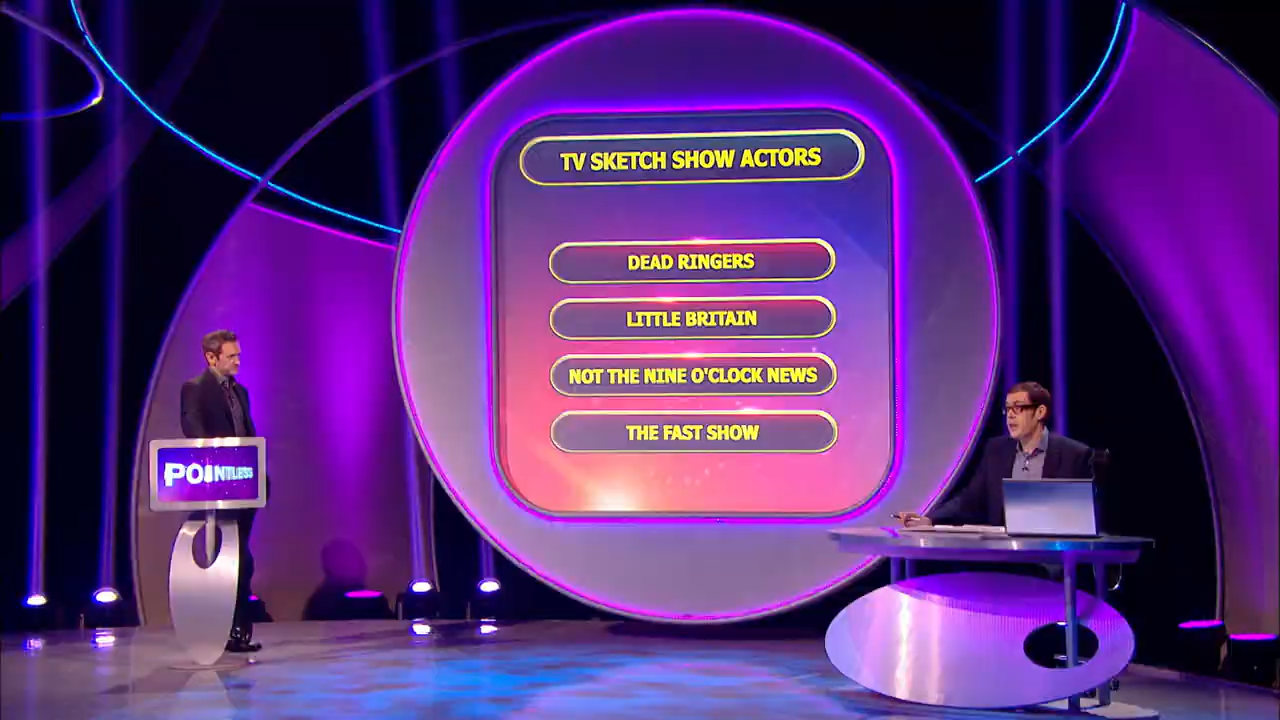 TV SKETCH SHOW ACTORS
DEAD RINGERS
LITTLE BRITAIN
NOT THE NINE O'CLOCK NEWS
THE FAST SHOW
POINTLESS